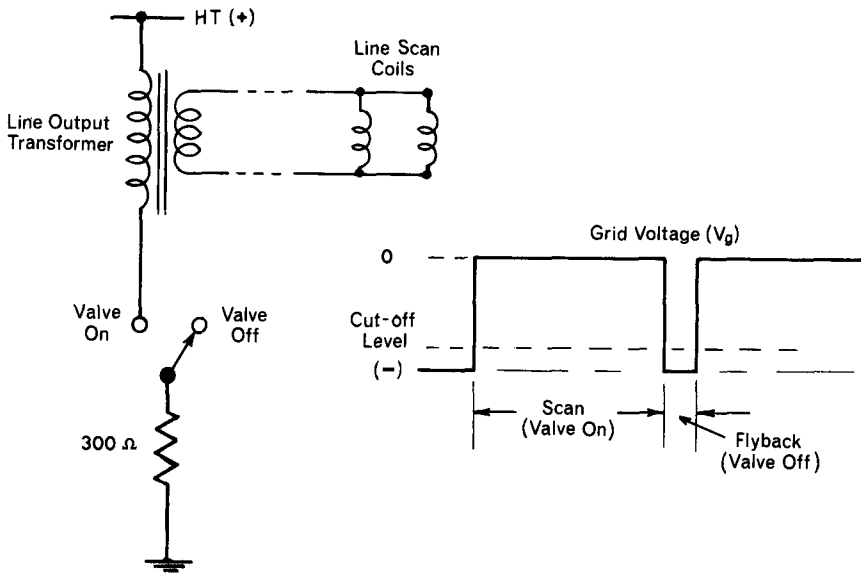 HT (+)
Line Scan
Coils
Line Output
Transformer
Valve
On
Valve
Off
300 Ω
Grid Voltage (Vg)
0
Cut-off
Level
(−)
Scan
(Valve On)
Flyback
(Valve Off)